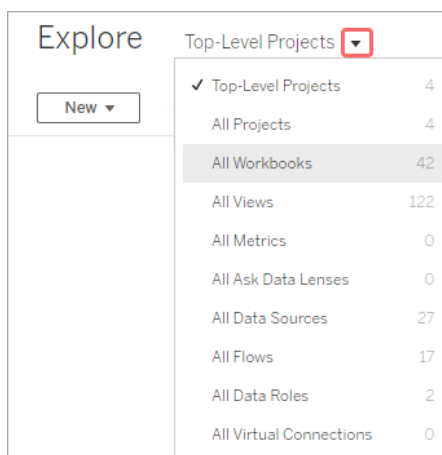 Explore Top-Level Projects
New
✓ Top-Level Projects 4
All Projects 4
All Workbooks 42
All Views 122
All Metrics 0
All Ask Data Lenses 0
All Data Sources 27
All Flows 17
All Data Roles 2
All Virtual Connections 0